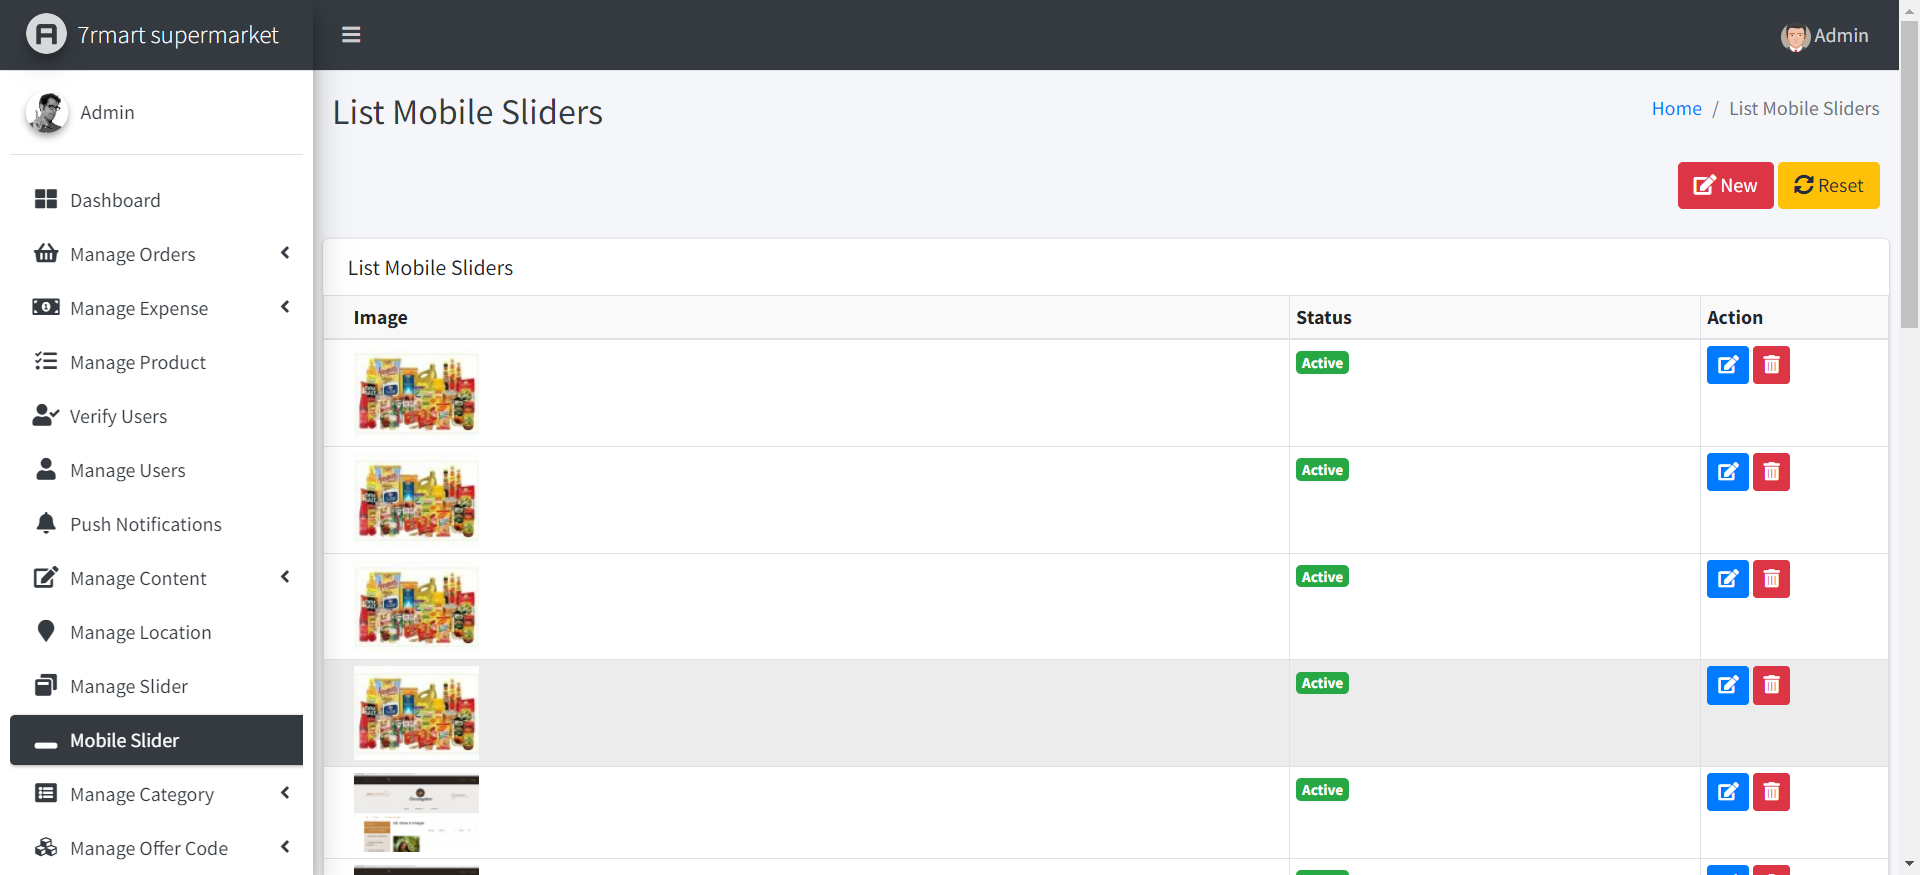 7rmart supermarket
Admin
Admin
List Mobile Sliders
Home / List Mobile Sliders
New
Reset
Dashboard
Manage Orders
Manage Expense
Manage Product
Verify Users
Manage Users
Push Notifications
Manage Content
Manage Location
Manage Slider
Mobile Slider
Manage Category
Manage Offer Code
List Mobile Sliders
Image Status Action
Active
Active
Active
Active
Active